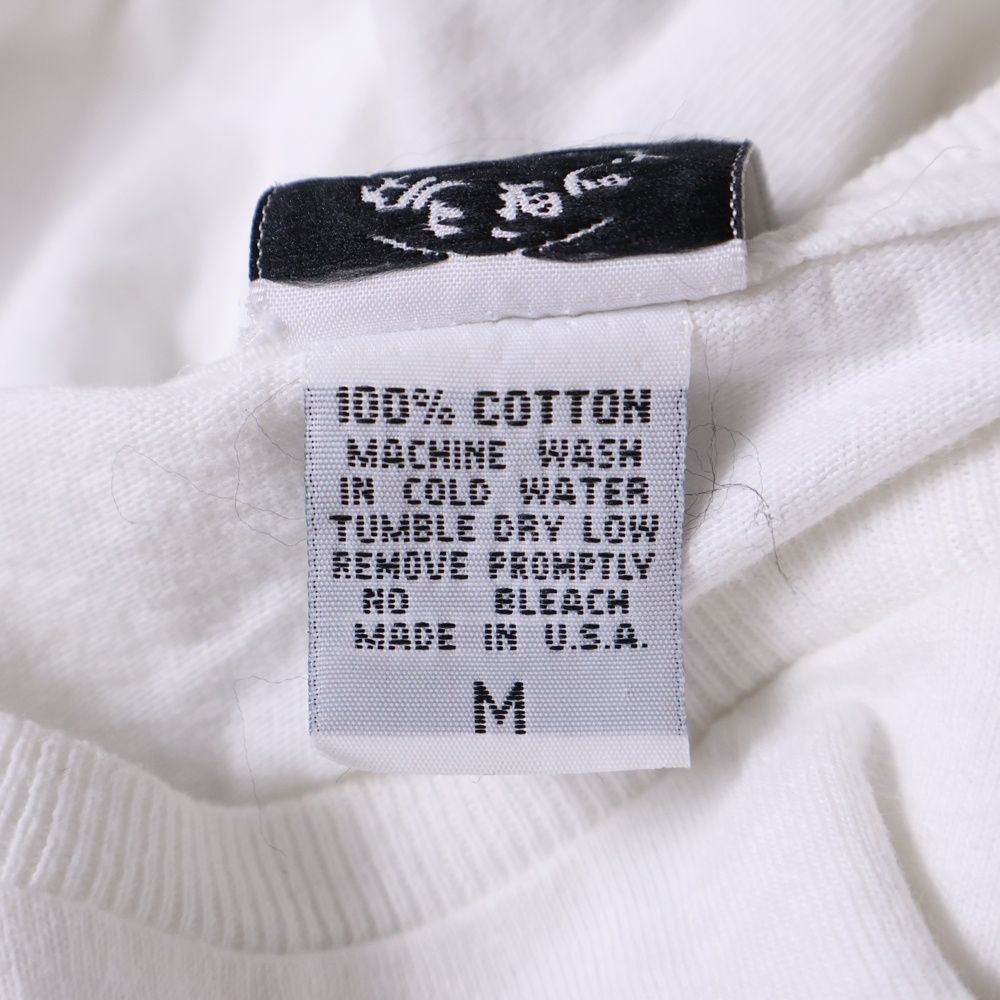 100% COTTON
MACHINE WASH
IN COLD WATER
TUMBLE DRY LOW
REMOVE PROMPTLY
NO BLEACH
MADE IN U.S.A.
M